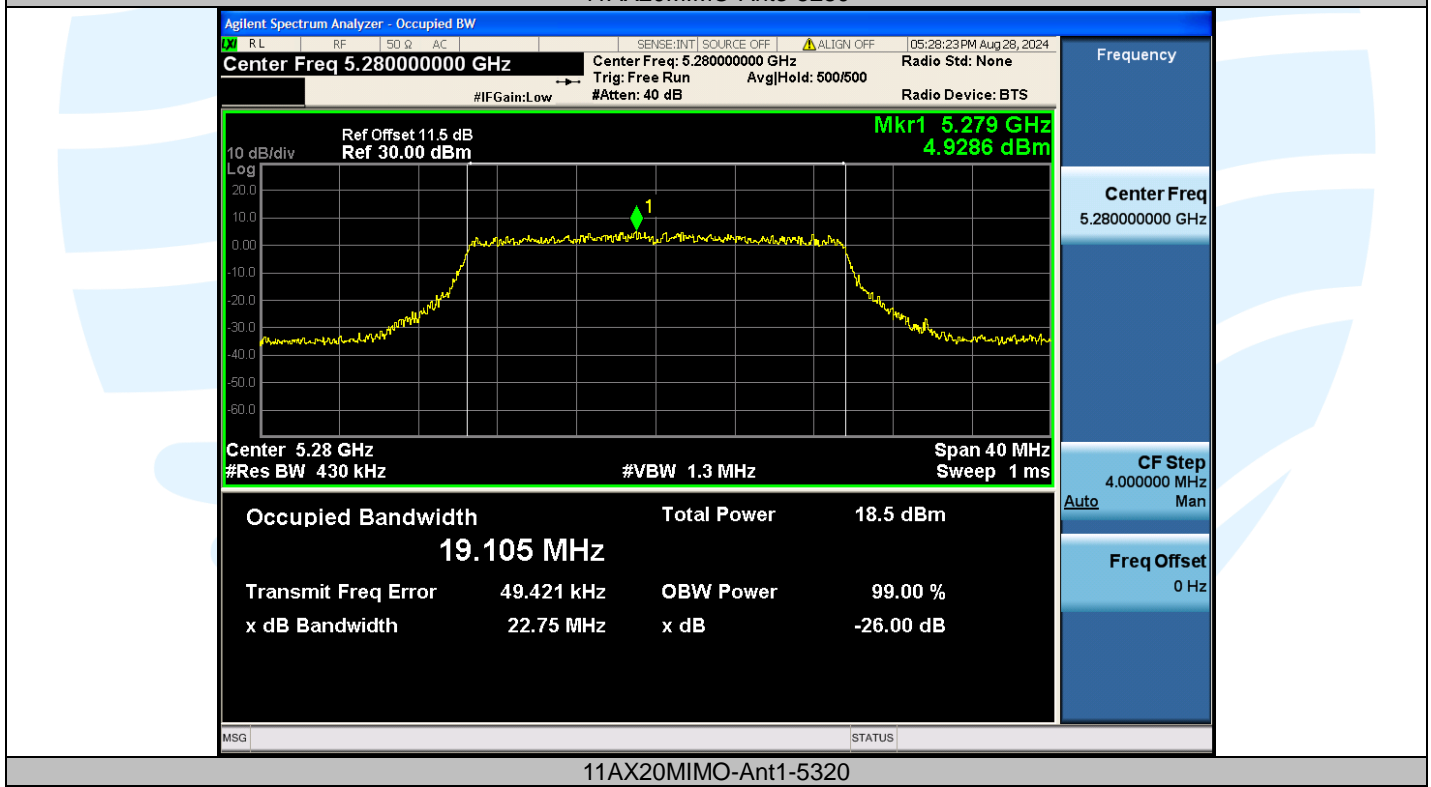 Agilent Spectrum Analyzer - Occupied BW
LXI RL RF 50 Ω AC SENSE:INT SOURCE OFF ALIGN OFF 05:28:23 PM Aug 28, 2024
Center Freq 5.280000000 GHz
Center Freq: 5.280000000 GHz
Radio Std: None
Trig: Free Run Avg|Hold: 500/500
#IFGain:Low #Atten: 40 dB Radio Device: BTS
Frequency
Mkr1 5.279 GHz
4.9286 dBm
Ref Offset 11.5 dB
10 dB/div Ref 30.00 dBm
Log
20.0
10.0
0.00
-10.0
-20.0
-30.0
-40.0
-50.0
-60.0
1
Center 5.28 GHz Span 40 MHz
#Res BW 430 kHz #VBW 1.3 MHz Sweep 1 ms
Occupied Bandwidth Total Power 18.5 dBm
19.105 MHz
Transmit Freq Error 49.421 kHz OBW Power 99.00 %
x dB Bandwidth 22.75 MHz x dB -26.00 dB
Center Freq
5.280000000 GHz
CF Step
4.000000 MHz
Auto Man
Freq Offset
0 Hz
MSG STATUS
11AX20MIMO-Ant1-5320